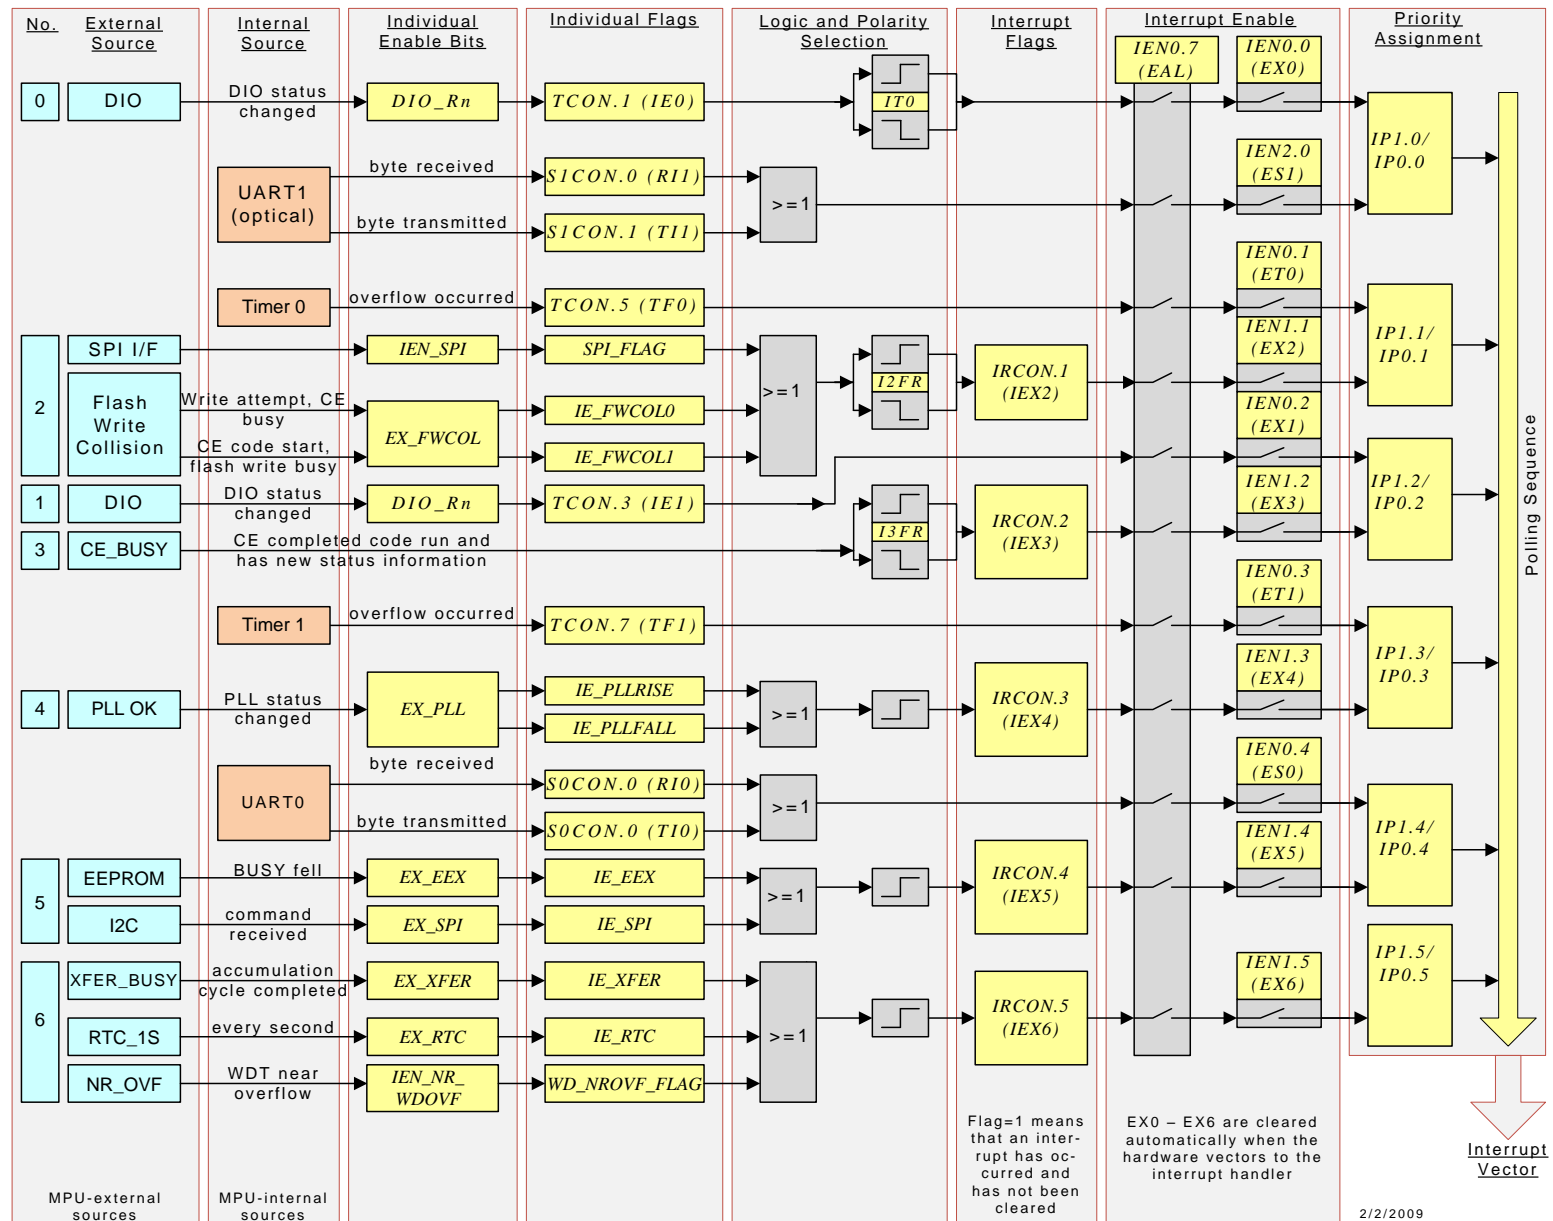 No.
External
Source
Internal
Source
Individual
Enable Bits
Individual Flags
Logic and Polarity
Selection
Interrupt
Flags
Interrupt Enable
Priority
Assignment
IEN0.7
(EAL)
IEN0.0
(EX0)
0
DIO
DIO status
changed
DIO_Rn
TCON.1 (IE0)
IT0
IP1.0/
IP0.0
UART1
(optical)
byte received
S1CON.0 (RI1)
byte transmitted
S1CON.1 (TI1)
>=1
IEN2.0
(ES1)
Timer 0
overflow occurred
TCON.5 (TF0)
IEN0.1
(ET0)
IP1.1/
IP0.1
2
SPI I/F
IEN_SPI
SPI_FLAG
Flash
Write
Collision
Write attempt, CE
busy
CE code start,
flash write busy
EX_FWCOL
IE_FWCOL0
IE_FWCOL1
>=1
I2FR
IRCON.1
(IEX2)
IEN1.1
(EX2)
IEN0.2
(EX1)
1
DIO
DIO status
changed
DIO_Rn
TCON.3 (IE1)
IP1.2/
IP0.2
3
CE_BUSY
CE completed code run and
has new status information
I3FR
IRCON.2
(IEX3)
IEN1.2
(EX3)
Polling Sequence
Timer 1
overflow occurred
TCON.7 (TF1)
IEN0.3
(ET1)
IP1.3/
IP0.3
4
PLL OK
PLL status
changed
EX_PLL
IE_PLLRISE
IE_PLLFALL
>=1
IRCON.3
(IEX4)
IEN1.3
(EX4)
UART0
byte received
S0CON.0 (RI0)
byte transmitted
S0CON.0 (TI0)
>=1
IEN0.4
(ES0)
IP1.4/
IP0.4
5
EEPROM
BUSY fell
EX_EEX
IE_EEX
I2C
command
received
EX_SPI
IE_SPI
>=1
IRCON.4
(IEX5)
IEN1.4
(EX5)
6
XFER_BUSY
accumulation
cycle completed
EX_XFER
IE_XFER
RTC_1S
every second
EX_RTC
IE_RTC
NR_OVF
WDT near
overflow
IEN_NR_
WDOVF
WD_NROVF_FLAG
>=1
IRCON.5
(IEX6)
IEN1.5
(EX6)
IP1.5/
IP0.5
Flag=1 means
that an inter-
rupt has oc-
curred and
has not been
cleared
EX0 – EX6 are cleared
automatically when the
hardware vectors to the
interrupt handler
Interrupt
Vector
MPU-external
sources
MPU-internal
sources
2/2/2009